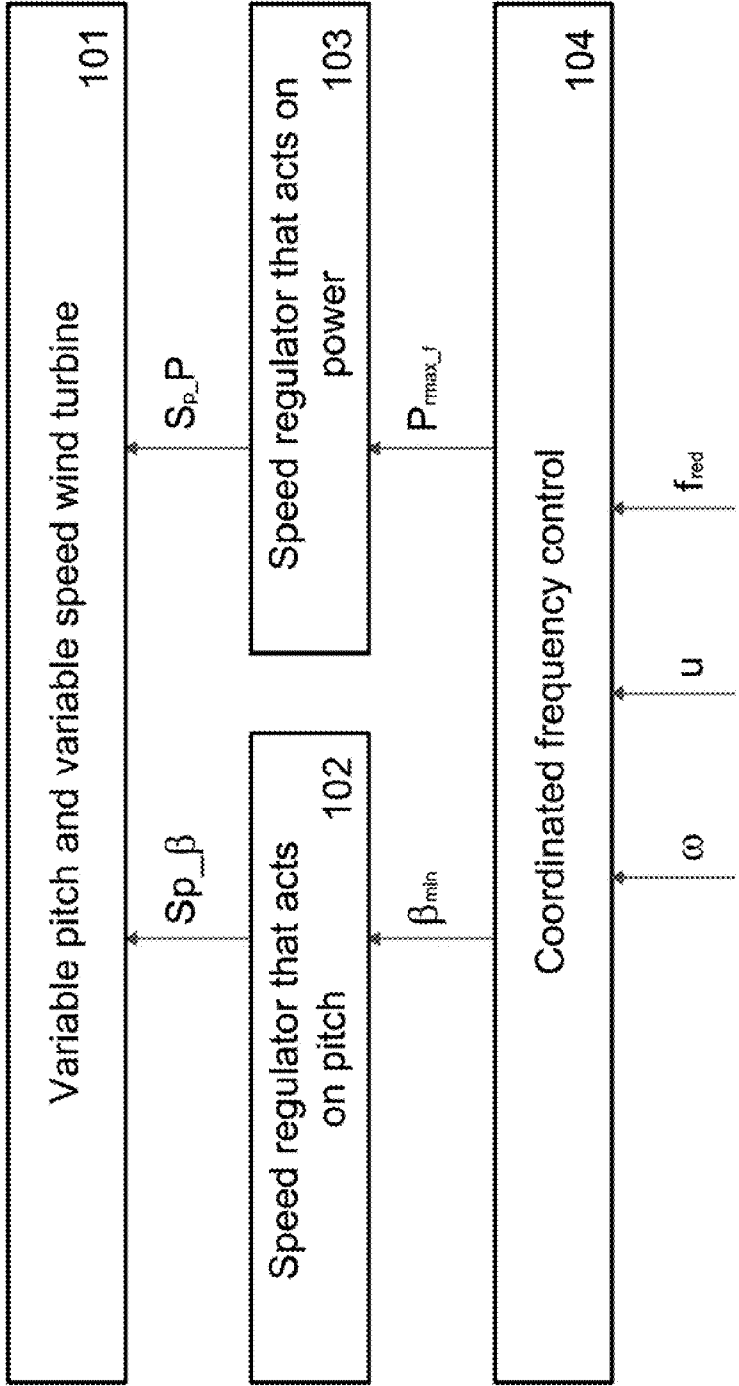 Variable pitch and variable speed wind turbine
101
Sp_β
Sp_P
Speed regulator that acts
on pitch
102
Speed regulator that acts on
power
103
βmin
Prmax_f
Coordinated frequency control
104
ω
u
fred